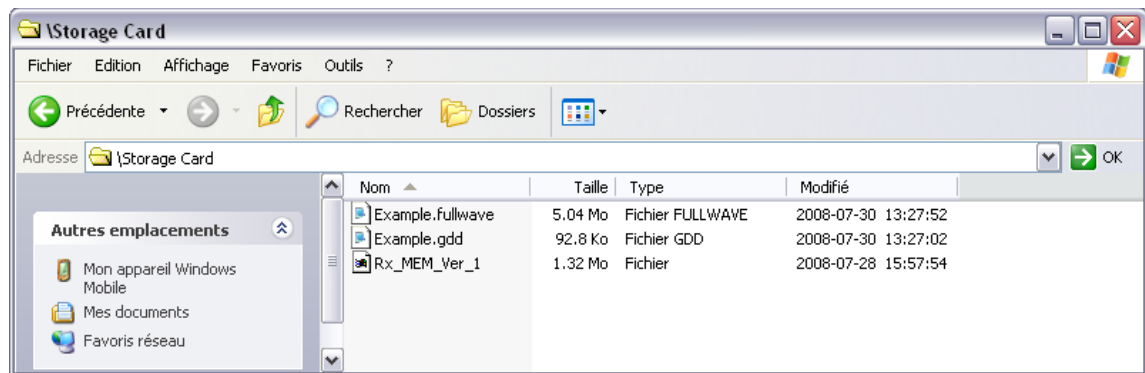 \Storage Card
Fichier Edition Affichage Favoris Outils ?
Précédente Rechercher Dossiers
Adresse \Storage Card OK
Nom Taille Type Modifié
Autres emplacements
Mon appareil Windows
Mobile
Mes documents
Favoris réseau
Example.fullwave 5.04 Mo Fichier FULLWAVE 2008-07-30 13:27:52
Example.gdd 92.8 Ko Fichier GDD 2008-07-30 13:27:02
Rx_MEM_Ver_1 1.32 Mo Fichier 2008-07-28 15:57:54